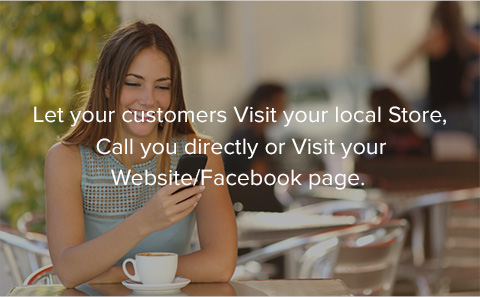 Let your customers Visit your local Store,
Call you directly or Visit your
Website/Facebook page.